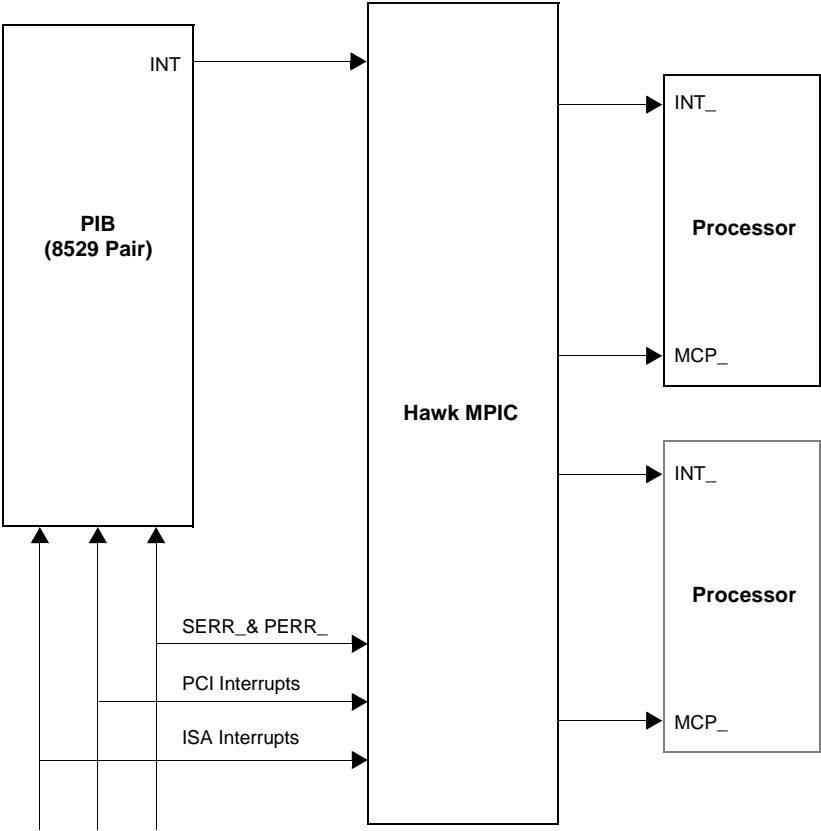 INT
PIB
(8529 Pair)
Hawk MPIC
INT_
Processor
MCP_
INT_
Processor
MCP_
SERR_& PERR_
PCI Interrupts
ISA Interrupts